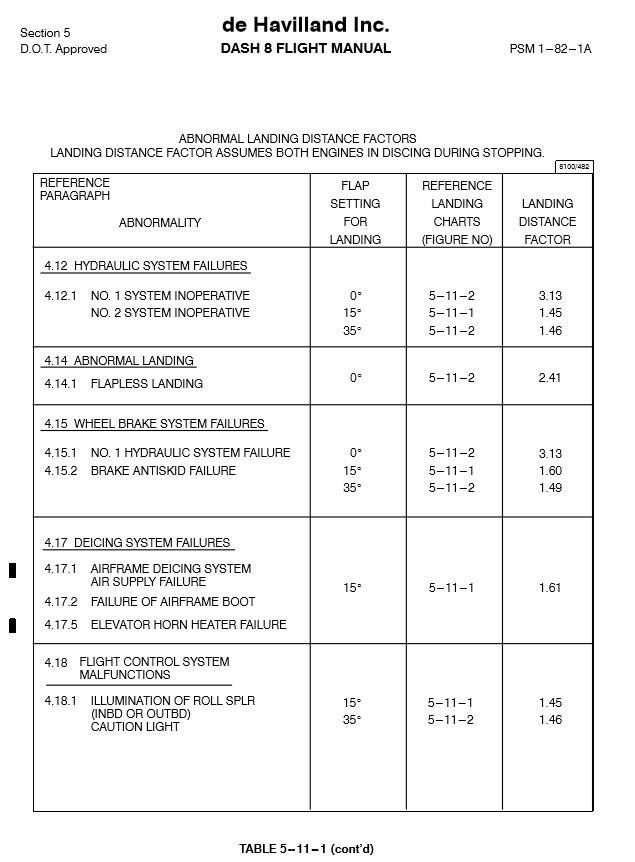 Section 5
D.O.T. Approved
de Havilland Inc.
DASH 8 FLIGHT MANUAL
PSM 1-82-1A
ABNORMAL LANDING DISTANCE FACTORS
LANDING DISTANCE FACTOR ASSUMES BOTH ENGINES IN DISCING DURING STOPPING.
8100/482
REFERENCE
PARAGRAPH
ABNORMALITY
FLAP
SETTING
FOR
LANDING
REFERENCE
LANDING
CHARTS
(FIGURE NO)
LANDING
DISTANCE
FACTOR
4.12 HYDRAULIC SYSTEM FAILURES
4.12.1 NO. 1 SYSTEM INOPERATIVE 0° 5-11-2 3.13
NO. 2 SYSTEM INOPERATIVE 15° 5-11-1 1.45
35° 5-11-2 1.46
4.14 ABNORMAL LANDING
4.14.1 FLAPLESS LANDING 0° 5-11-2 2.41
4.15 WHEEL BRAKE SYSTEM FAILURES
4.15.1 NO. 1 HYDRAULIC SYSTEM FAILURE 0° 5-11-2 3.13
4.15.2 BRAKE ANTISKID FAILURE 15° 5-11-1 1.60
35° 5-11-2 1.49
4.17 DEICING SYSTEM FAILURES
4.17.1 AIRFRAME DEICING SYSTEM
AIR SUPPLY FAILURE
15° 5-11-1 1.61
4.17.2 FAILURE OF AIRFRAME BOOT
4.17.5 ELEVATOR HORN HEATER FAILURE
4.18 FLIGHT CONTROL SYSTEM
MALFUNCTIONS
4.18.1 ILLUMINATION OF ROLL SPLR 15° 5-11-1 1.45
(INBD OR OUTBD) 35° 5-11-2 1.46
CAUTION LIGHT
TABLE 5-11-1 (cont'd)